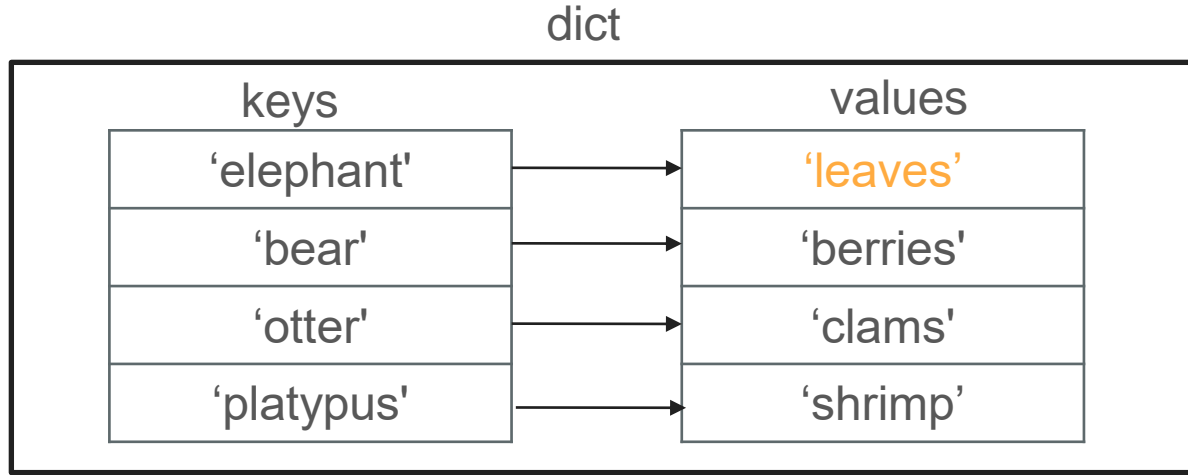 dict
keys values
‘elephant' ‘leaves’
‘bear' ‘berries'
‘otter' ‘clams'
‘platypus' ‘shrimp’